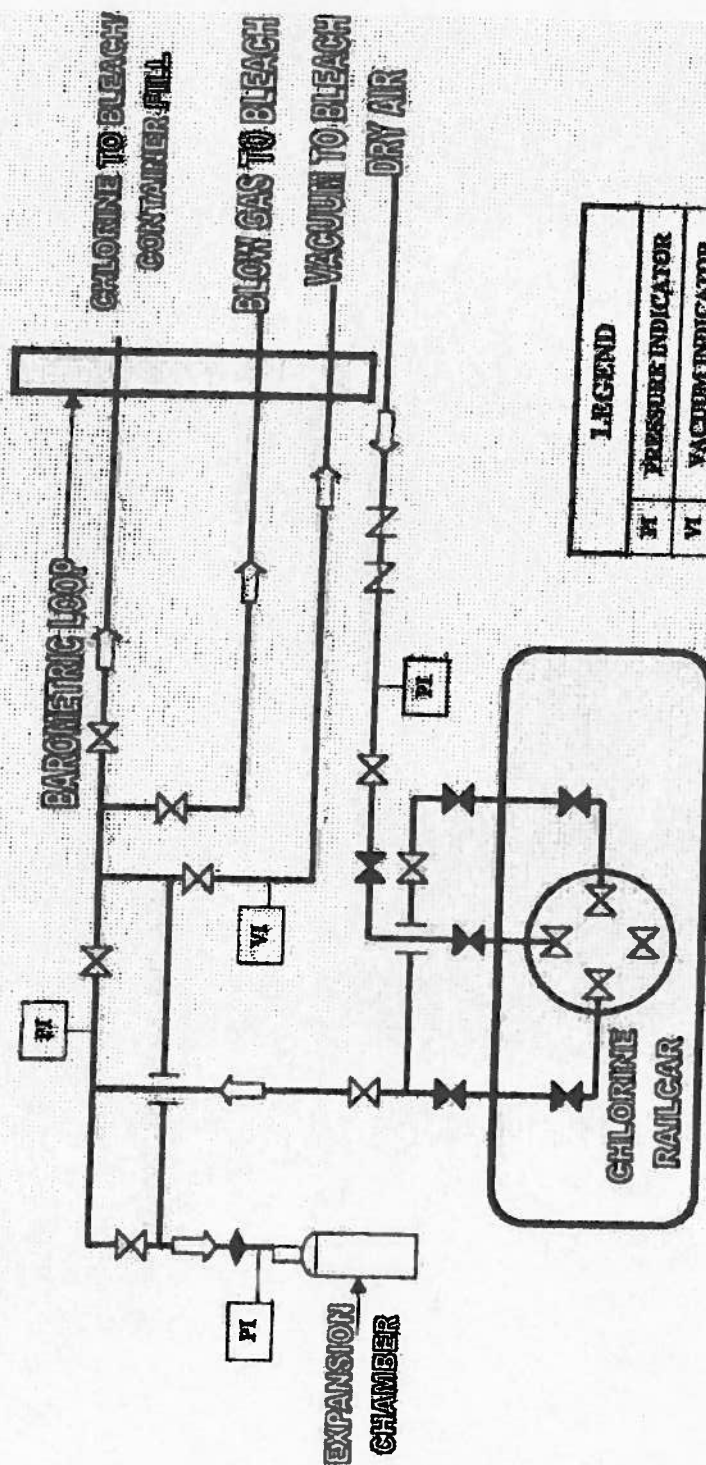 CHLORINE TO BLEACH/
CONTAINER FILL
BLOW GAS TO BLEACH
VACUUM TO BLEACH
DRY AIR
BAROMETRIC LOOP
PI
VI
PI
PI
EXPANSION
CHAMBER
CHLORINE
RAILCAR
LEGEND
PI PRESSURE INDICATOR
VI VACUUM INDICATOR